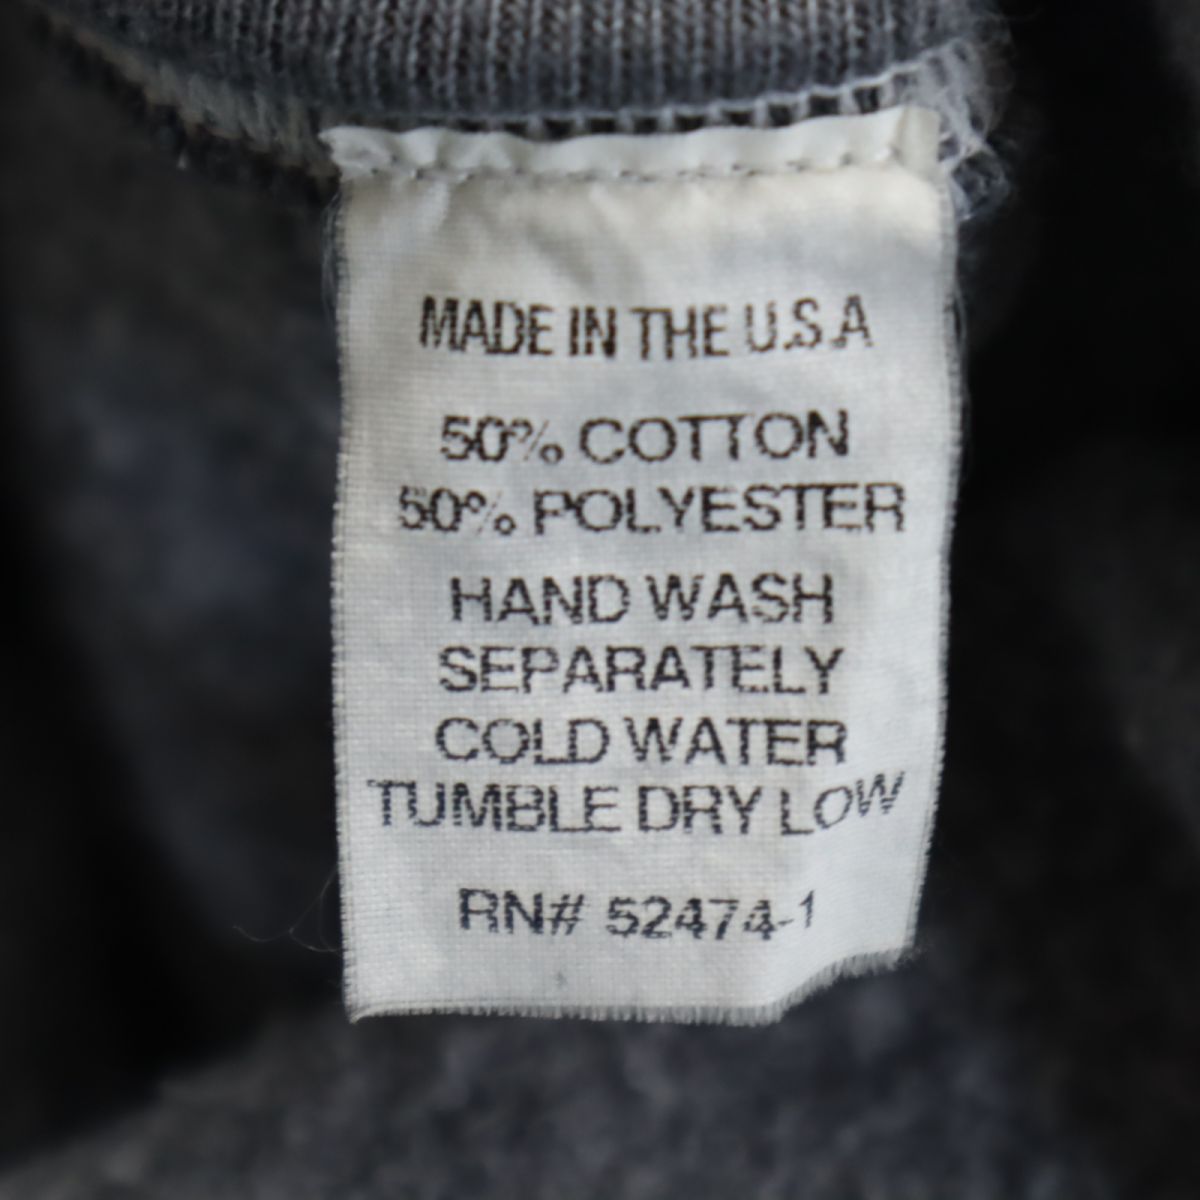 MADE IN THE U.S.A
50% COTTON
50% POLYESTER
HAND WASH
SEPARATELY
COLD WATER
TUMBLE DRY LOW
RN# 52474-1